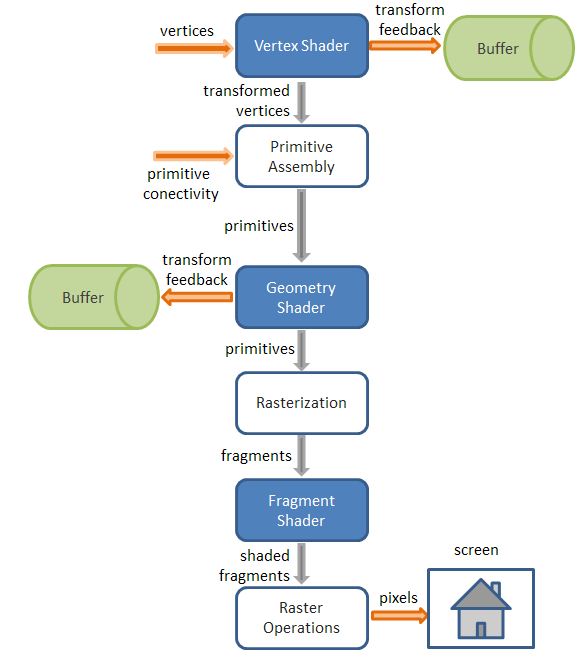 vertices
Vertex Shader
transform
feedback
Buffer
transformed
vertices
primitive
conectivity
Primitive
Assembly
primitives
transform
feedback
Buffer
Geometry
Shader
primitives
Rasterization
fragments
Fragment
Shader
shaded
fragments
Raster
Operations
pixels
screen